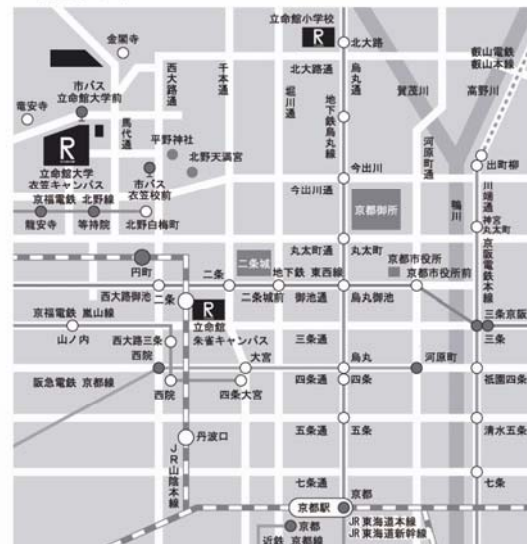 立命館小学校
R
金閣寺
北大路
叡山電鉄
叡山本線
西大路通
千本通
北大路通
堀川通
烏丸通
賀茂川
高野川
市バス
立命館大学前
竜安寺
馬代通
地下鉄烏丸線
平野神社
北野天満宮
河原町通
R
立命館大学
衣笠キャンパス
市バス
衣笠校前
今出川
出町柳
京福電鉄 北野線
今出川通
京都御所
鴨川
川端通
龍安寺
等持院
北野白梅町
神宮
丸太町
丸太町通
丸太町
京阪電鉄本線
円町
二条城
京都市役所
二条
地下鉄 東西線
京都市役所前
西大路御池
二条
二条城前
御池通
烏丸御池
R
立命館
朱雀キャンパス
京福電鉄 嵐山線
山ノ内
西大路三条
三条通
三条京阪
三条
西院
大宮
烏丸
河原町
阪急電鉄 京都線
西院
四条大宮
四条通
四条
祇園四条
丹波口
五条通
五条
清水五条
JR山陰本線
七条通
七条
京都駅
京都
京都
近鉄 京都線
JR東海道本線
JR東海道新幹線